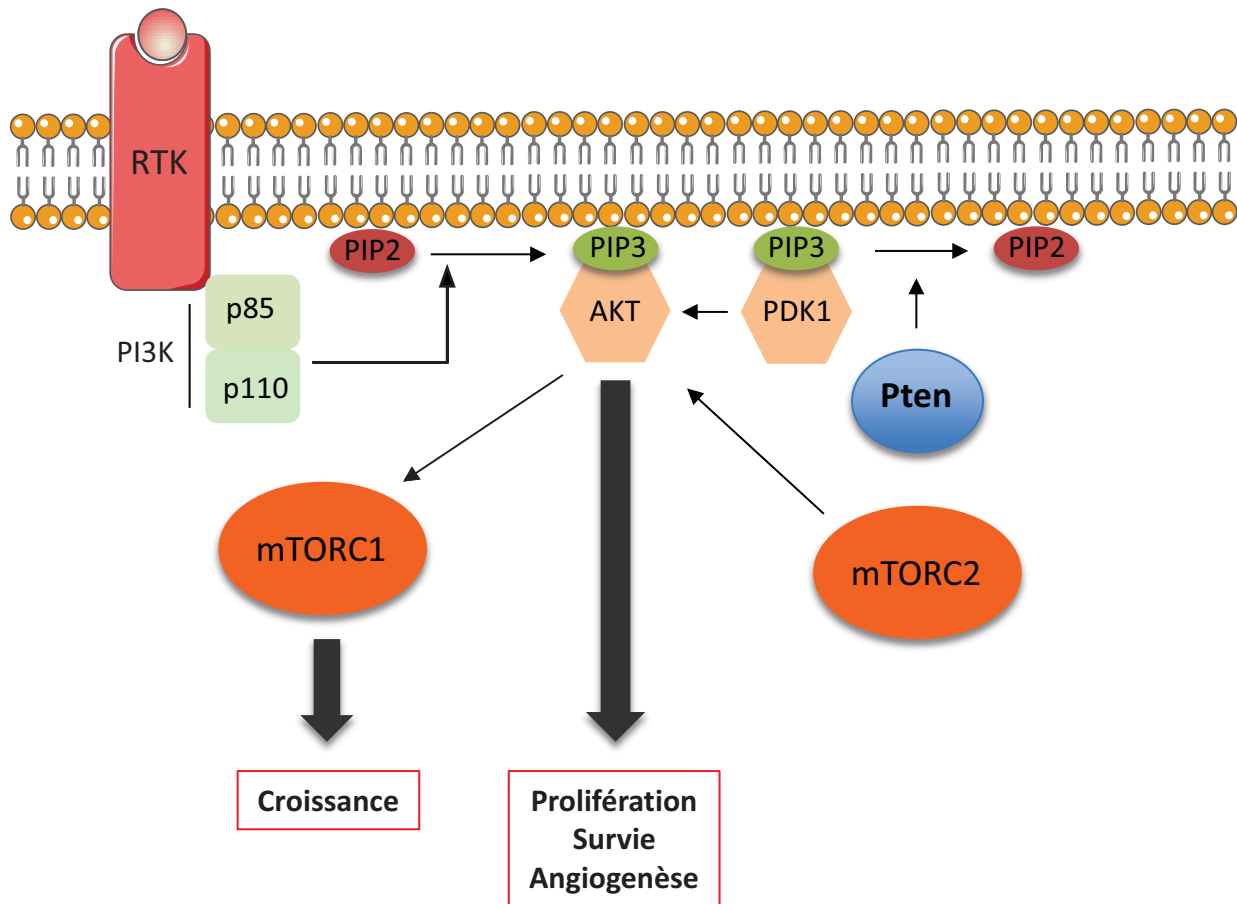 RTK
PIP2
PIP3
PIP3
PIP2
p85
AKT
PDK1
PI3K
p110
Pten
mTORC1
mTORC2
Croissance
Prolifération
Survie
Angiogenèse